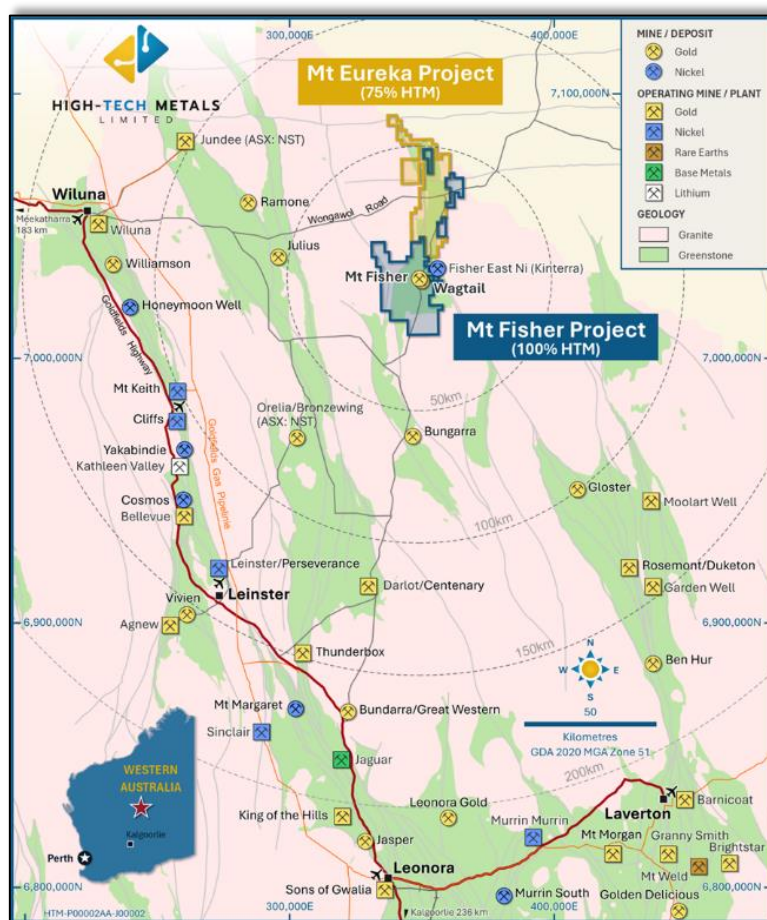 300,000E
400,000E
HIGH-TECH METALS
LIMITED
Mt Eureka Project
(75% HTM)
7,100,000N
MINE / DEPOSIT
Gold
Nickel
OPERATING MINE / PLANT
Gold
Nickel
Rare Earths
Base Metals
Lithium
GEOLOGY
Granite
Greenstone
Jundee (ASX: NST)
Wiluna
Meekatharra
183 km
Wiluna
Ramone
Wongawol Road
Julius
Williamson
Mt Fisher
Fisher East Ni (Kinterra)
Wagtail
Honeymoon Well
Goldfields Highway
Mt Fisher Project
(100% HTM)
7,000,000N
7,000,000N
Mt Keith
Cliffs
50km
Orelia/Bronzewing
(ASX: NST)
Bungarra
Yakabindie
Kathleen Valley
Goldfields Gas Pipeline
Cosmos
Bellevue
Gloster
Moolart Well
100km
Leinster/Perseverance
Rosemont/Duketon
Leinster
Darlot/Centenary
Garden Well
Vivien
Agnew
6,900,000N
6,900,000N
150km
Thunderbox
N
W
E
S
Ben Hur
50
Kilometres
GDA 2020 MGA Zone 51
Mt Margaret
Bundarra/Great Western
Sinclair
Jaguar
200km
WESTERN
AUSTRALIA
Kalgoorlie
Perth
King of the Hills
Leonora Gold
Laverton
Barnicoat
Murrin Murrin
Mt Morgan
Granny Smith
Jasper
Brightstar
Mt Weld
Leonora
Sons of Gwalia
Murrin South
Golden Delicious
6,800,000N
6,800,000N
HTM-P00002AA-J00002
300,000E
Kalgoorlie 236 km
400,000E